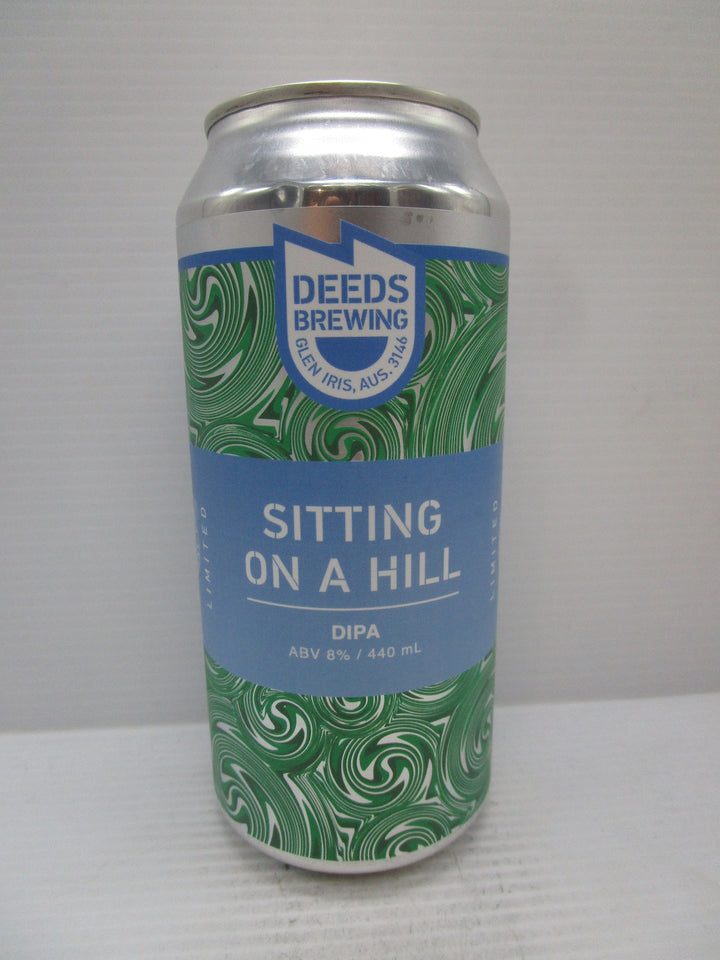 DEEDS
BREWING
GLEN IRIS, AUS. 3146
SITTING
ON A HILL
LIMITED
LIMITED
DIPA
ABV 8% / 440 mL